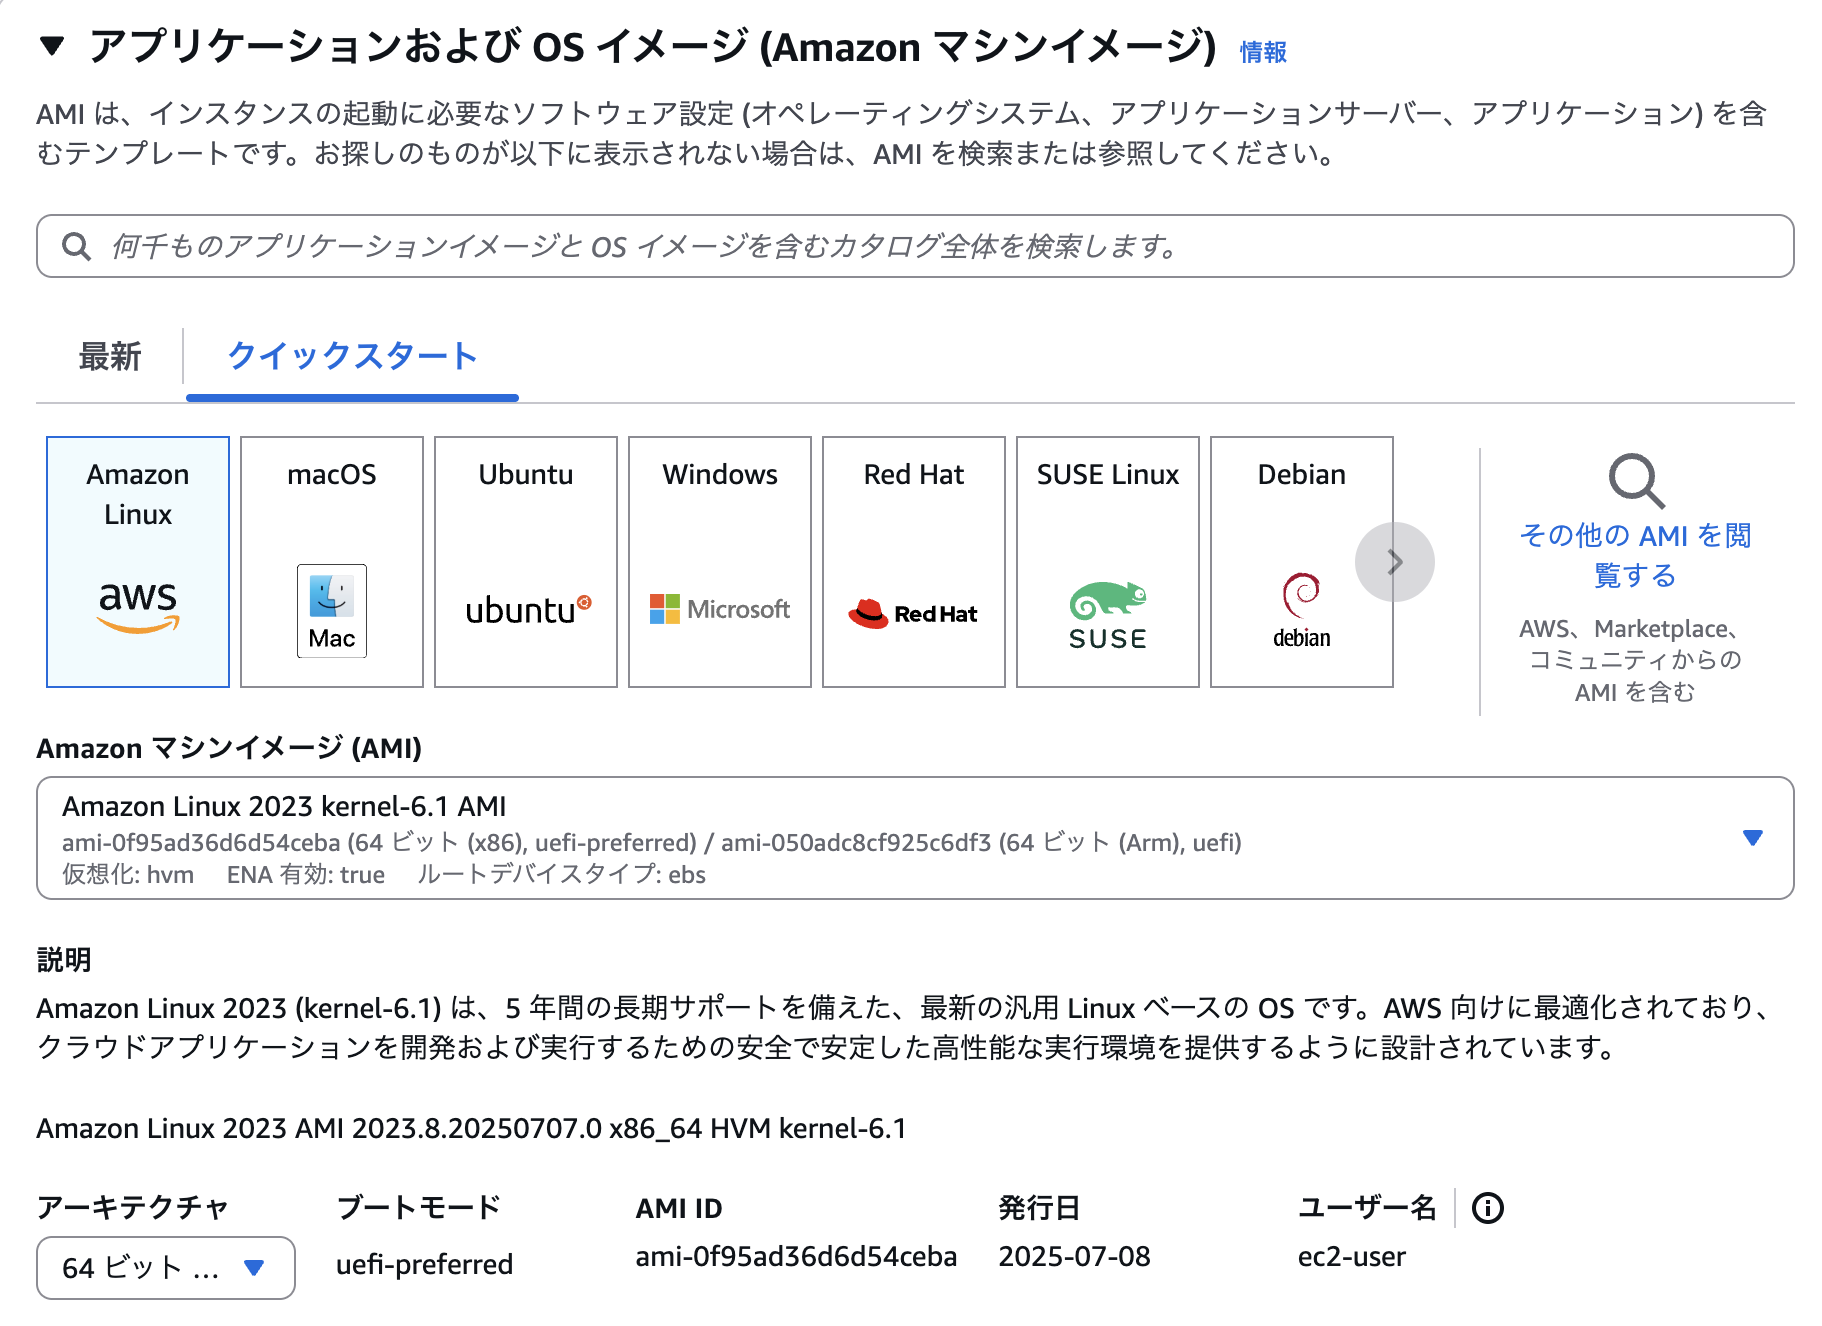 アプリケーションおよび OS イメージ (Amazon マシンイメージ) 情報
AMI は、インスタンスの起動に必要なソフトウェア設定 (オペレーティングシステム、アプリケーションサーバー、アプリケーション) を含
むテンプレートです。お探しのものが以下に表示されない場合は、AMI を検索または参照してください。
何千ものアプリケーションイメージと OS イメージを含むカタログ全体を検索します。
最新
クイックスタート
Amazon
Linux
aws
macOS
Mac
Ubuntu
ubuntu
Windows
Microsoft
Red Hat
Red Hat
SUSE Linux
SUSE
Debian
debian
その他の AMI を閲
覧する
AWS、Marketplace、
コミュニティからの
AMI を含む
Amazon マシンイメージ (AMI)
Amazon Linux 2023 kernel-6.1 AMI
ami-0f95ad36d6d54ceba (64 ビット (x86), uefi-preferred) / ami-050adc8cf925c6df3 (64 ビット (Arm), uefi)
仮想化: hvm ENA 有効: true ルートデバイスタイプ: ebs
説明
Amazon Linux 2023 (kernel-6.1) は、5 年間の長期サポートを備えた、最新の汎用 Linux ベースの OS です。AWS 向けに最適化されており、
クラウドアプリケーションを開発および実行するための安全で安定した高性能な実行環境を提供するように設計されています。
Amazon Linux 2023 AMI 2023.8.20250707.0 x86_64 HVM kernel-6.1
アーキテクチャ
64 ビット ...
ブートモード
uefi-preferred
AMI ID
ami-0f95ad36d6d54ceba
発行日
2025-07-08
ユーザー名
ec2-user